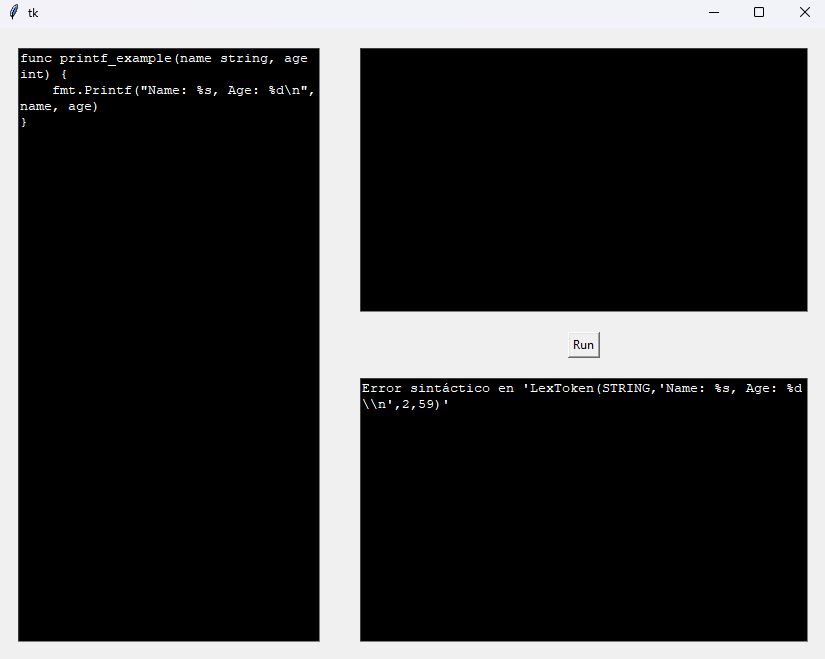 tk
func printf_example(name string, age
int) {
    fmt.Printf("Name: %s, Age: %d\n",
name, age)
}
Run
Error sintáctico en 'LexToken(STRING,'Name: %s, Age: %d
\\n',2,59)'